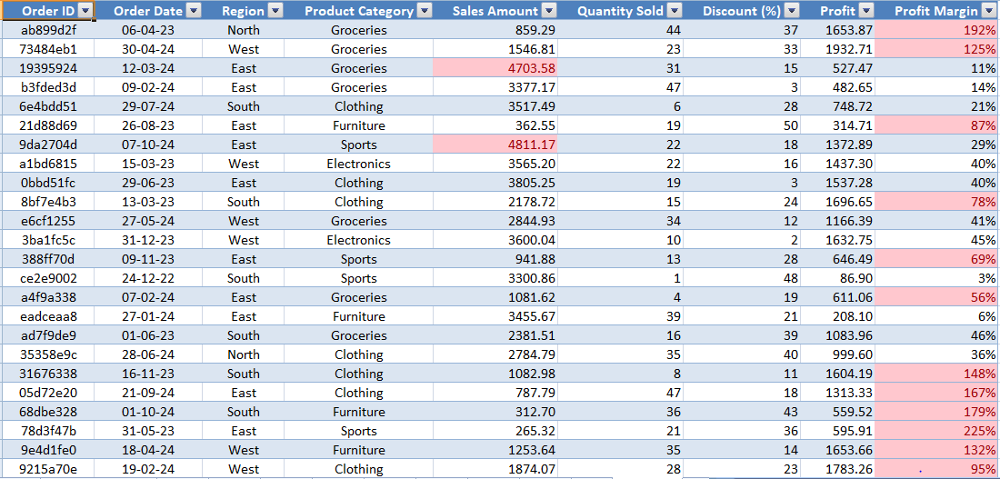 Order ID Order Date Region Product Category Sales Amount Quantity Sold Discount (%) Profit Profit Margin
ab899d2f 06-04-23 North Groceries 859.29 44 37 1653.87 192%
73484eb1 30-04-24 West Groceries 1546.81 23 33 1932.71 125%
19395924 12-03-24 East Groceries 4703.58 31 15 527.47 11%
b3fded3d 09-02-24 East Groceries 3377.17 47 3 482.65 14%
6e4bdd51 29-07-24 South Clothing 3517.49 6 28 748.72 21%
21d88d69 26-08-23 East Furniture 362.55 19 50 314.71 87%
9da2704d 07-10-24 East Sports 4811.17 22 18 1372.89 29%
a1bd6815 15-03-23 West Electronics 3565.20 22 16 1437.30 40%
0bbd51fc 29-06-23 East Clothing 3805.25 19 3 1537.28 40%
8bf7e4b3 13-03-23 South Clothing 2178.72 15 24 1696.65 78%
e6cf1255 27-05-24 West Groceries 2844.93 34 12 1166.39 41%
3ba1fc5c 31-12-23 West Electronics 3600.04 10 2 1632.75 45%
388ff70d 09-11-23 East Sports 941.88 13 28 646.49 69%
ce2e9002 24-12-22 South Sports 3300.86 1 48 86.90 3%
a4f9a338 07-02-24 East Groceries 1081.62 4 19 611.06 56%
eadceaa8 27-01-24 East Furniture 3455.67 39 21 208.10 6%
ad7f9de9 01-06-23 South Groceries 2381.51 16 39 1083.96 46%
35358e9c 28-06-24 North Clothing 2784.79 35 40 999.60 36%
31676338 16-11-23 South Clothing 1082.98 8 11 1604.19 148%
05d72e20 21-09-24 East Clothing 787.79 47 18 1313.33 167%
68dbe328 01-10-24 South Furniture 312.70 36 43 559.52 179%
78d3f47b 31-05-23 East Sports 265.32 21 36 595.91 225%
9e4d1fe0 18-04-24 West Furniture 1253.64 35 14 1653.66 132%
9215a70e 19-02-24 West Clothing 1874.07 28 23 1783.26 95%